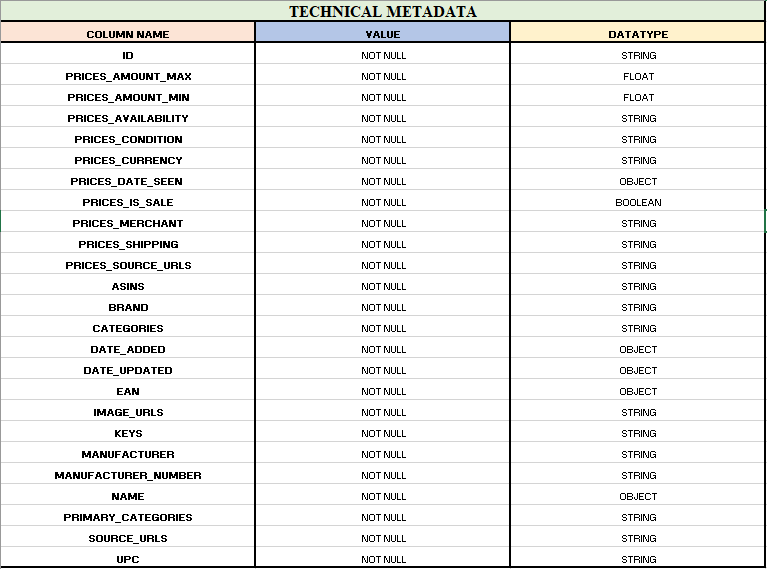 TECHNICAL METADATA
COLUMN NAME VALUE DATATYPE
ID NOT NULL STRING
PRICES_AMOUNT_MAX NOT NULL FLOAT
PRICES_AMOUNT_MIN NOT NULL FLOAT
PRICES_AVAILABILITY NOT NULL STRING
PRICES_CONDITION NOT NULL STRING
PRICES_CURRENCY NOT NULL STRING
PRICES_DATE_SEEN NOT NULL OBJECT
PRICES_IS_SALE NOT NULL BOOLEAN
PRICES_MERCHANT NOT NULL STRING
PRICES_SHIPPING NOT NULL STRING
PRICES_SOURCE_URLS NOT NULL STRING
ASINS NOT NULL STRING
BRAND NOT NULL STRING
CATEGORIES NOT NULL STRING
DATE_ADDED NOT NULL OBJECT
DATE_UPDATED NOT NULL OBJECT
EAN NOT NULL OBJECT
IMAGE_URLS NOT NULL STRING
KEYS NOT NULL STRING
MANUFACTURER NOT NULL STRING
MANUFACTURER_NUMBER NOT NULL STRING
NAME NOT NULL OBJECT
PRIMARY_CATEGORIES NOT NULL STRING
SOURCE_URLS NOT NULL STRING
UPC NOT NULL STRING